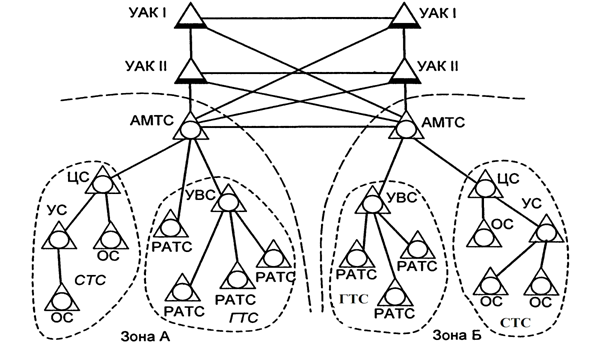 УАК I УАК I
УАК II УАК II
АМТС АМТС
ЦС УВС УВС ЦС
УС УС
РАТС ОС РАТС РАТС РАТС ОС
ОС СТС РАТС РАТС ГТС РАТС ГТС РАТС ОС ОС СТС
Зона А Зона Б